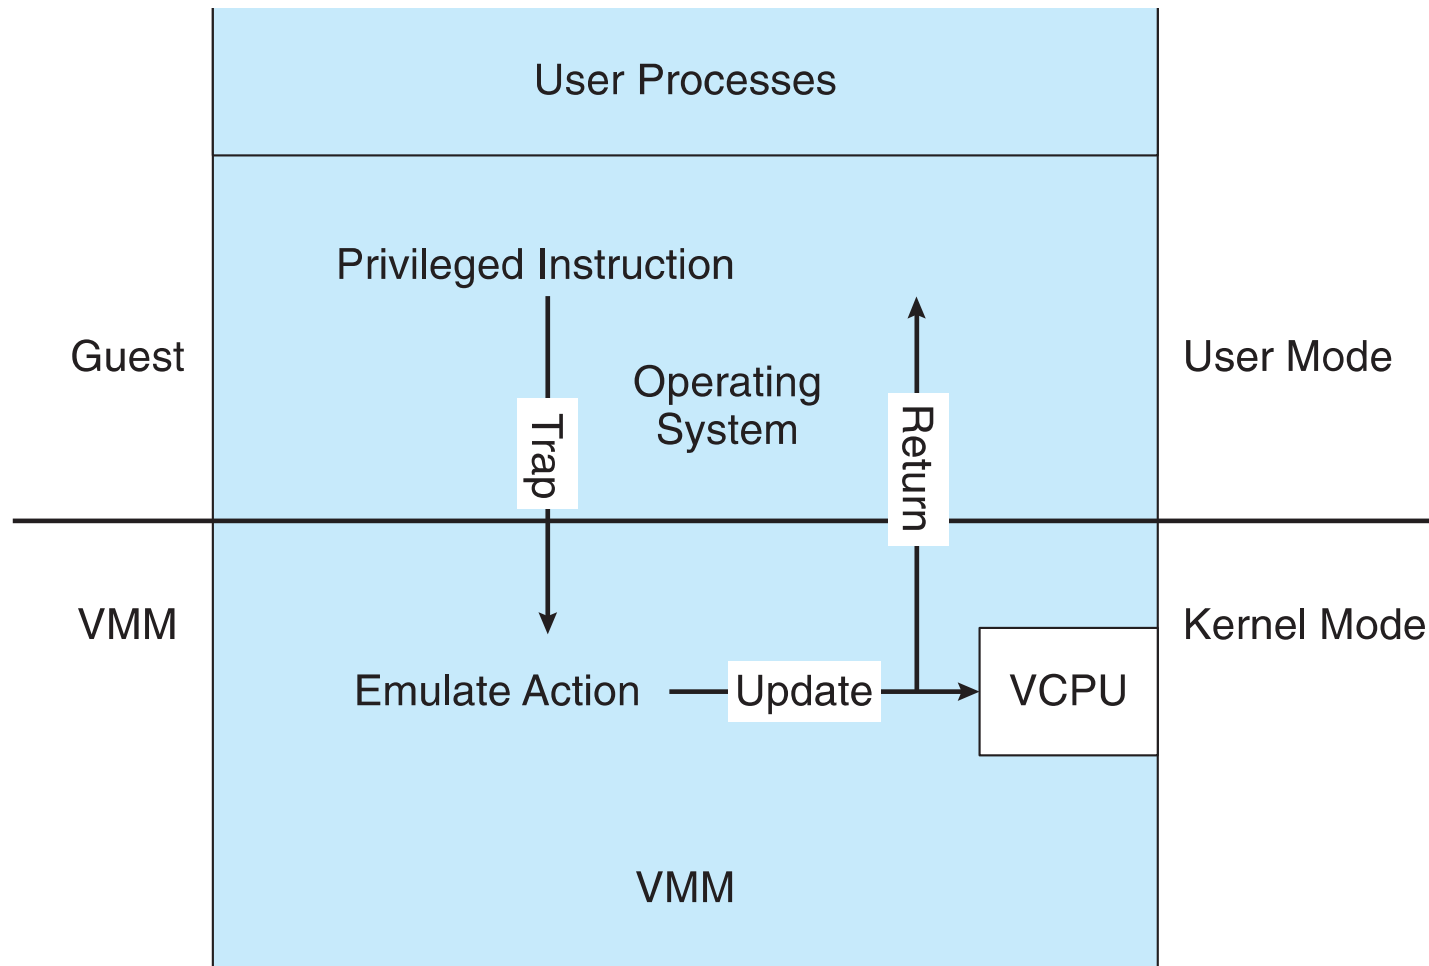 User Processes
Privileged Instruction
Guest
Operating
System
User Mode
Trap
Return
VMM
Kernel Mode
Emulate Action
Update
VCPU
VMM